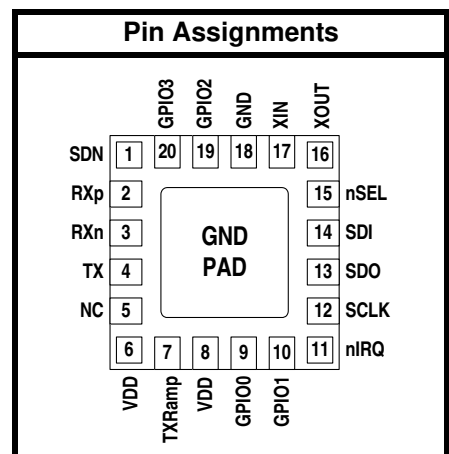 Pin Assignments
GPIO3
GPIO2
GND
XIN
XOUT
SDN 1 20 19 18 17 16
RXp 2 15 nSEL
RXn 3 GND 14 SDI
TX 4 PAD 13 SDO
NC 5 12 SCLK
6 7 8 9 10 11 nIRQ
VDD
TXRamp
VDD
GPIO0
GPIO1